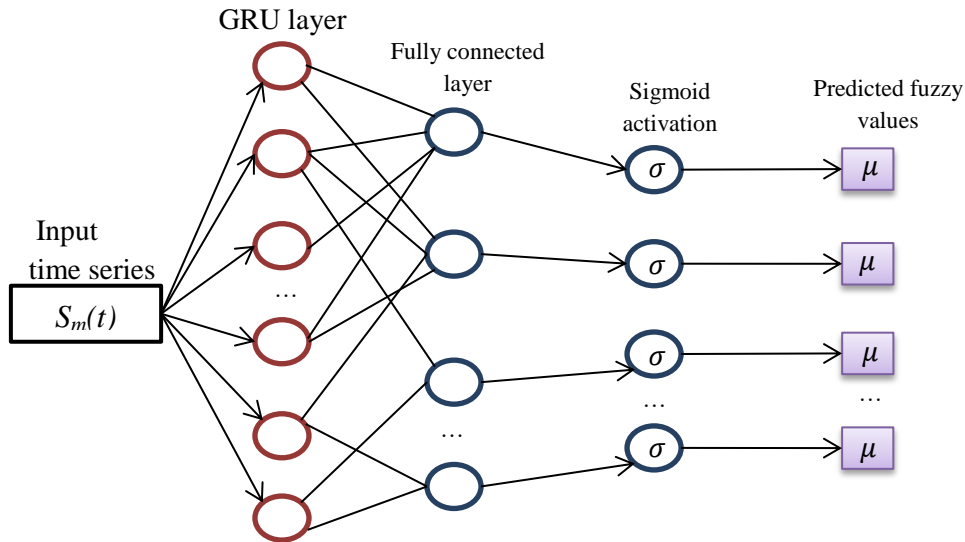 GRU layer
Fully connected
layer
Sigmoid
activation
Predicted fuzzy
values
Input
time series
Sₘ(t)
...
σ
μ
σ
μ
σ
μ
...
...
...
σ
μ